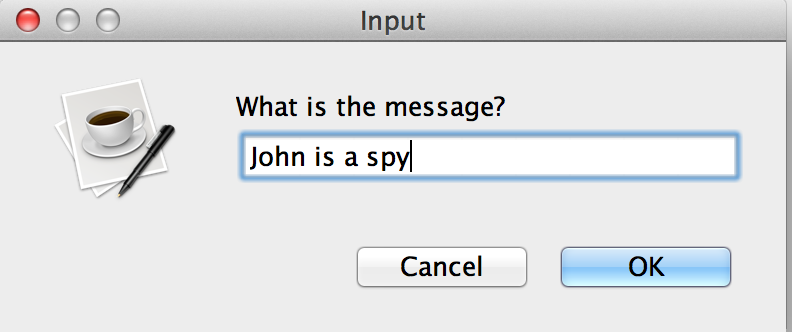 Input
What is the message?
John is a spy
Cancel OK